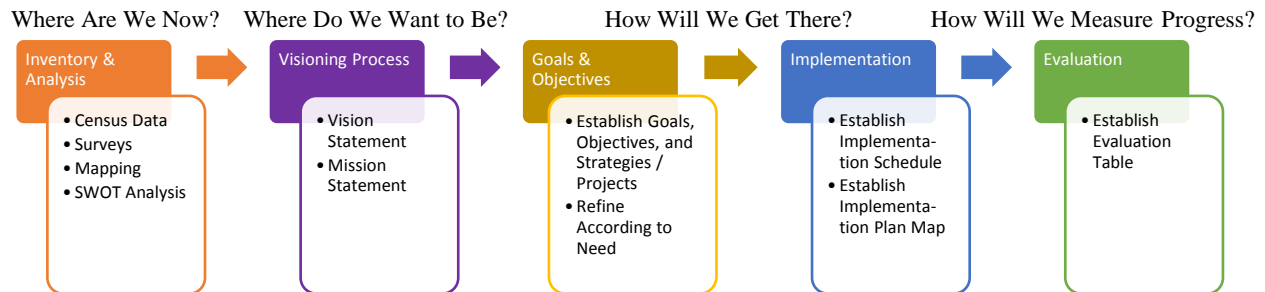 Where Are We Now?
Where Do We Want to Be?
How Will We Get There?
How Will We Measure Progress?
Inventory &
Analysis
• Census Data
• Surveys
• Mapping
• SWOT Analysis
Visioning Process
• Vision
Statement
• Mission
Statement
Goals &
Objectives
• Establish Goals,
Objectives, and
Strategies /
Projects
• Refine
According to
Need
Implementation
• Establish
Implementa-
tion Schedule
• Establish
Implementa-
tion Plan Map
Evaluation
• Establish
Evaluation
Table